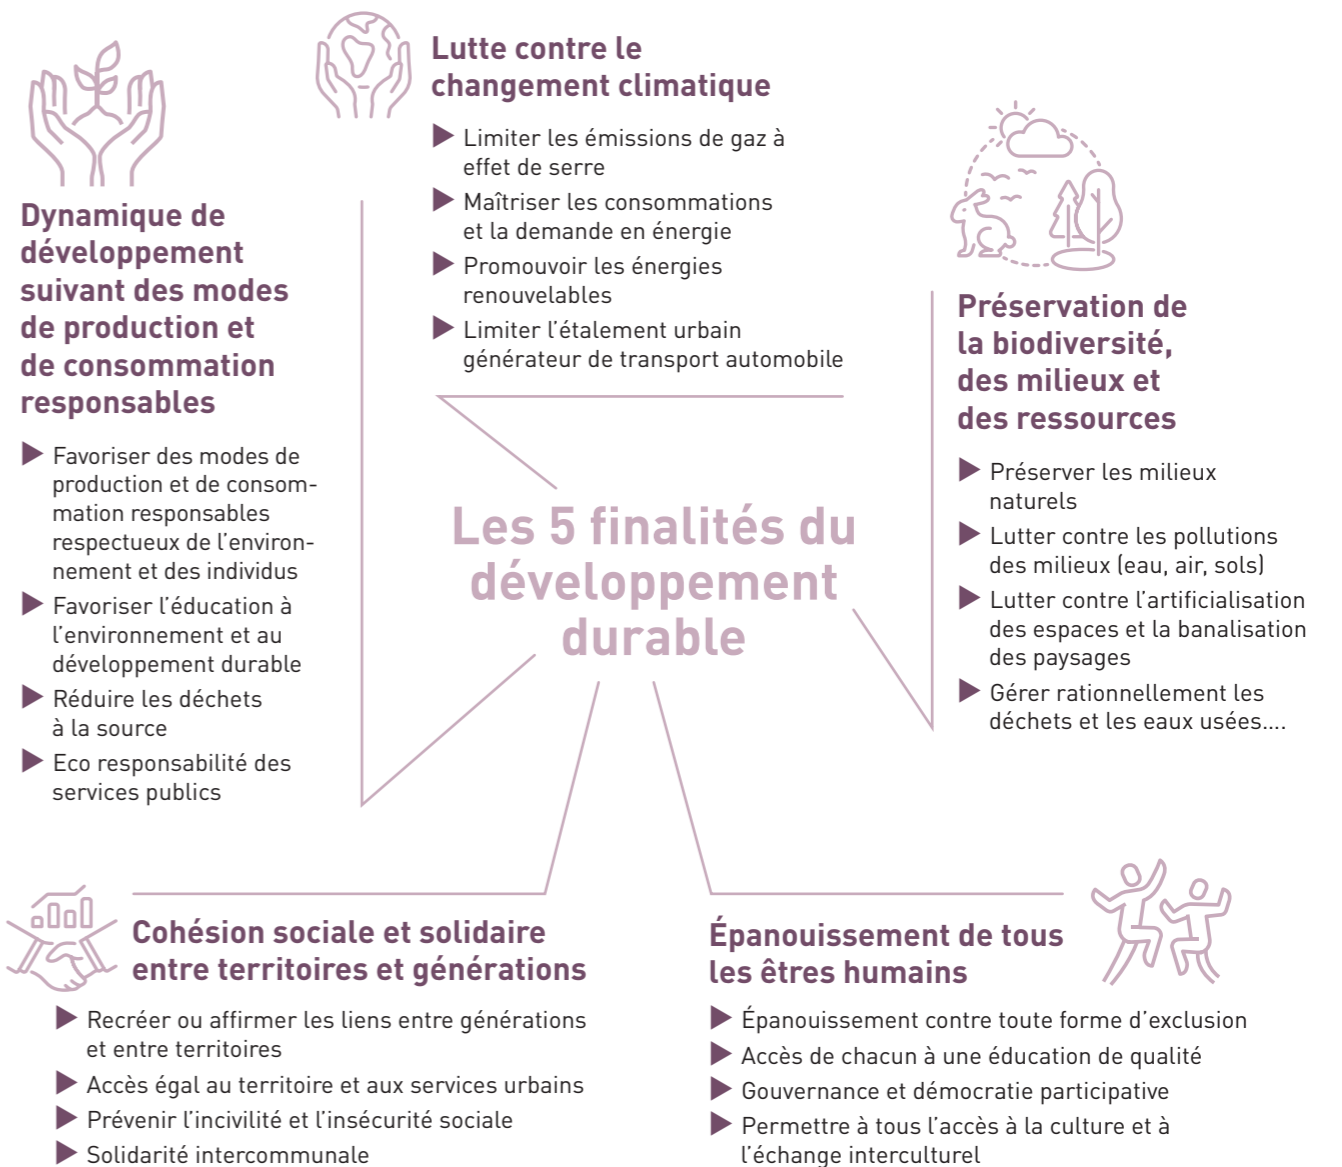 Lutte contre le
changement climatique
Limiter les émissions de gaz à
effet de serre
Maîtriser les consommations
et la demande en énergie
Promouvoir les énergies
renouvelables
Limiter l’étalement urbain
générateur de transport automobile
Dynamique de
développement
suivant des modes
de production et
de consommation
responsables
Favoriser des modes de
production et de consom-
mation responsables
respectueux de l’environ-
nement et des individus
Favoriser l’éducation à
l’environnement et au
développement durable
Réduire les déchets
à la source
Eco responsabilité des
services publics
Les 5 finalités du
développement
durable
Préservation de
la biodiversité,
des milieux et
des ressources
Préserver les milieux
naturels
Lutter contre les pollutions
des milieux (eau, air, sols)
Lutter contre l’artificialisation
des espaces et la banalisation
des paysages
Gérer rationnellement les
déchets et les eaux usées....
Cohésion sociale et solidaire
entre territoires et générations
Recréer ou affirmer les liens entre générations
et entre territoires
Accès égal au territoire et aux services urbains
Prévenir l’incivilité et l’insécurité sociale
Solidarité intercommunale
Épanouissement de tous
les êtres humains
Épanouissement contre toute forme d’exclusion
Accès de chacun à une éducation de qualité
Gouvernance et démocratie participative
Permettre à tous l’accès à la culture et à
l’échange interculturel